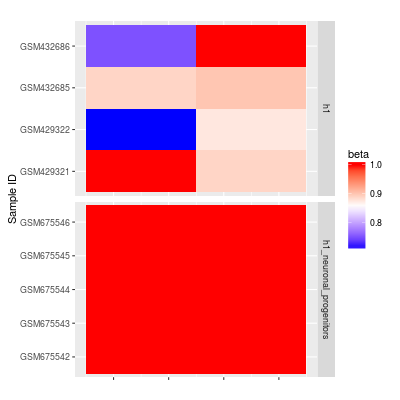 GSM432686
GSM432685
GSM429322
GSM429321
h1
Sample ID
GSM675546
GSM675545
GSM675544
GSM675543
GSM675542
h1_neuronal_progenitors
beta
1.0
0.9
0.8